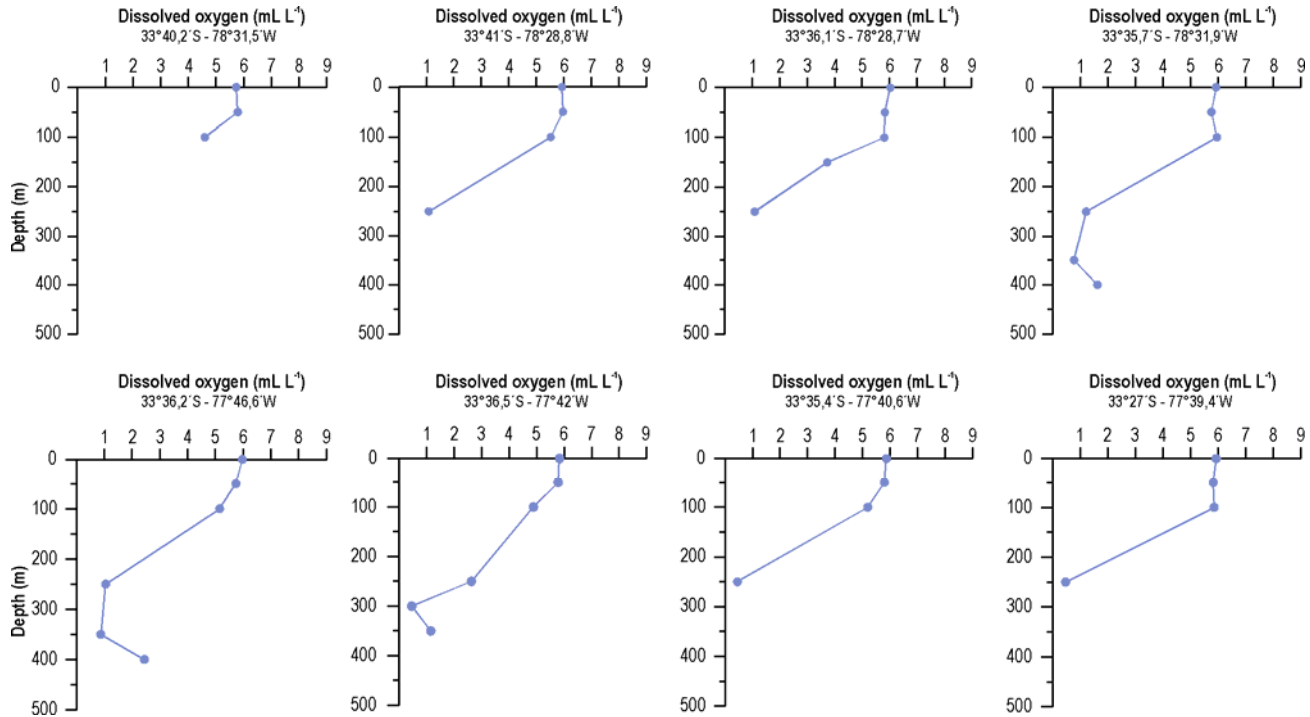 Dissolved oxygen (mL L⁻¹)
33°40,2´S - 78°31,5´W
1 2 3 4 5 6 7 8 9
0
100
200
300
400
500
Depth (m)
Dissolved oxygen (mL L⁻¹)
33°41´S - 78°28,8´W
1 2 3 4 5 6 7 8 9
0
100
200
300
400
500
Dissolved oxygen (mL L⁻¹)
33°36,1´S - 78°28,7´W
1 2 3 4 5 6 7 8 9
0
100
200
300
400
500
Dissolved oxygen (mL L⁻¹)
33°35,7´S - 78°31,9´W
1 2 3 4 5 6 7 8 9
0
100
200
300
400
500
Dissolved oxygen (mL L⁻¹)
33°36,2´S - 77°46,6´W
1 2 3 4 5 6 7 8 9
0
100
200
300
400
500
Depth (m)
Dissolved oxygen (mL L⁻¹)
33°36,5´S - 77°42´W
1 2 3 4 5 6 7 8 9
0
100
200
300
400
500
Dissolved oxygen (mL L⁻¹)
33°35,4´S - 77°40,6´W
1 2 3 4 5 6 7 8 9
0
100
200
300
400
500
Dissolved oxygen (mL L⁻¹)
33°27´S - 77°39,4´W
1 2 3 4 5 6 7 8 9
0
100
200
300
400
500